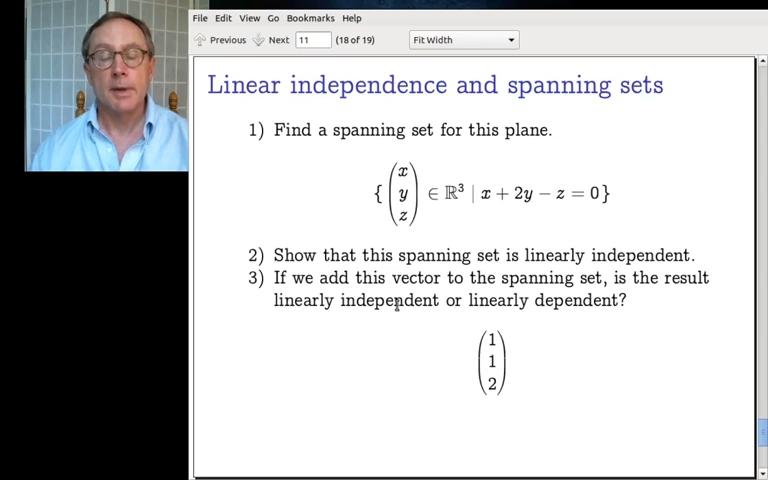 File Edit View Go Bookmarks Help
Previous Next 11 (18 of 19) Fit Width
Linear independence and spanning sets
1) Find a spanning set for this plane.
{ (x y z) ∈ ℝ³ | x + 2y − z = 0}
2) Show that this spanning set is linearly independent.
3) If we add this vector to the spanning set, is the result
linearly independent or linearly dependent?
(1
1
2)